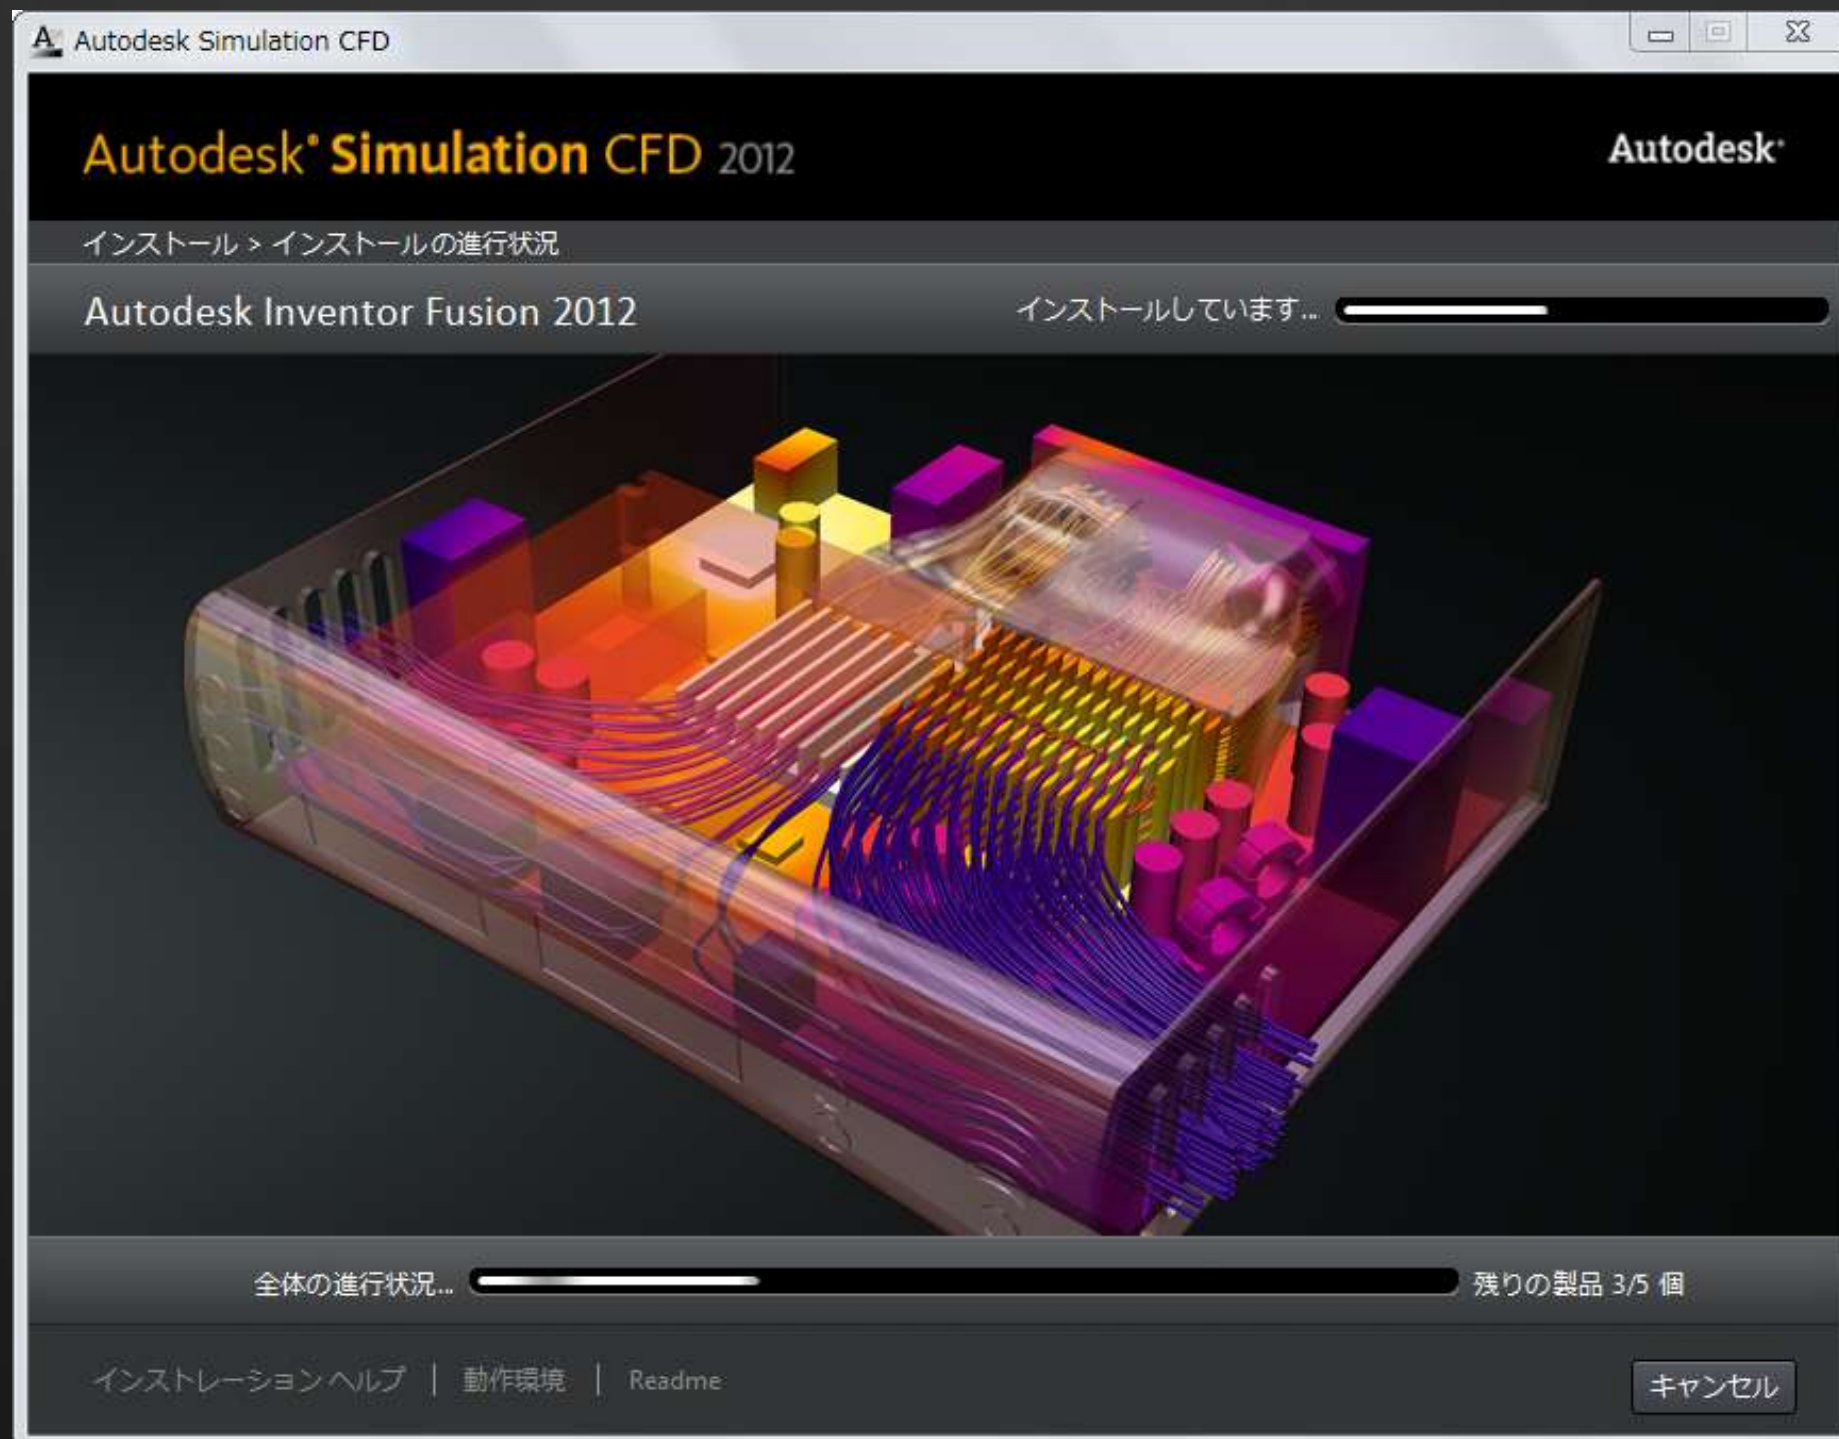 Autodesk Simulation CFD
Autodesk® Simulation CFD 2012
Autodesk®
インストール > インストールの進行状況
Autodesk Inventor Fusion 2012
インストールしています...
全体の進行状況...
残りの製品 3/5 個
インストレーション ヘルプ | 動作環境 | Readme
キャンセル